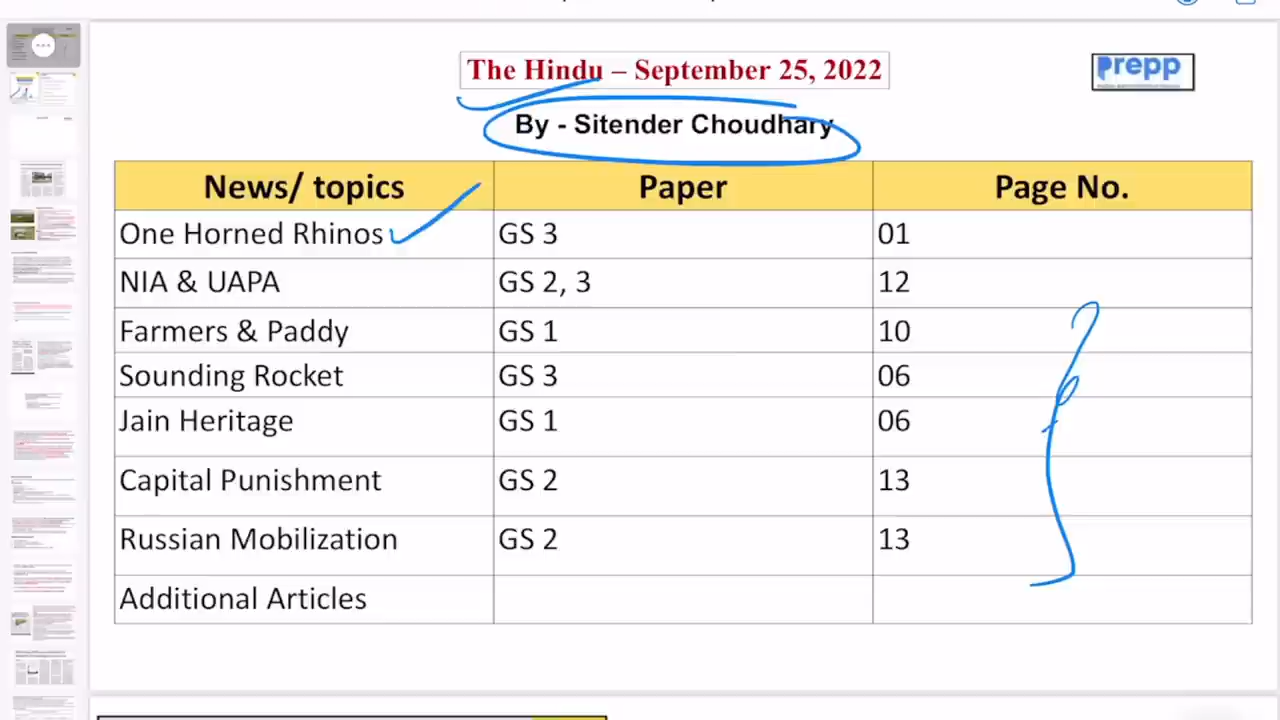 The Hindu – September 25, 2022
prepp
By - Sitender Choudhary
News/ topics Paper Page No.
One Horned Rhinos GS 3 01
NIA & UAPA GS 2, 3 12
Farmers & Paddy GS 1 10
Sounding Rocket GS 3 06
Jain Heritage GS 1 06
Capital Punishment GS 2 13
Russian Mobilization GS 2 13
Additional Articles